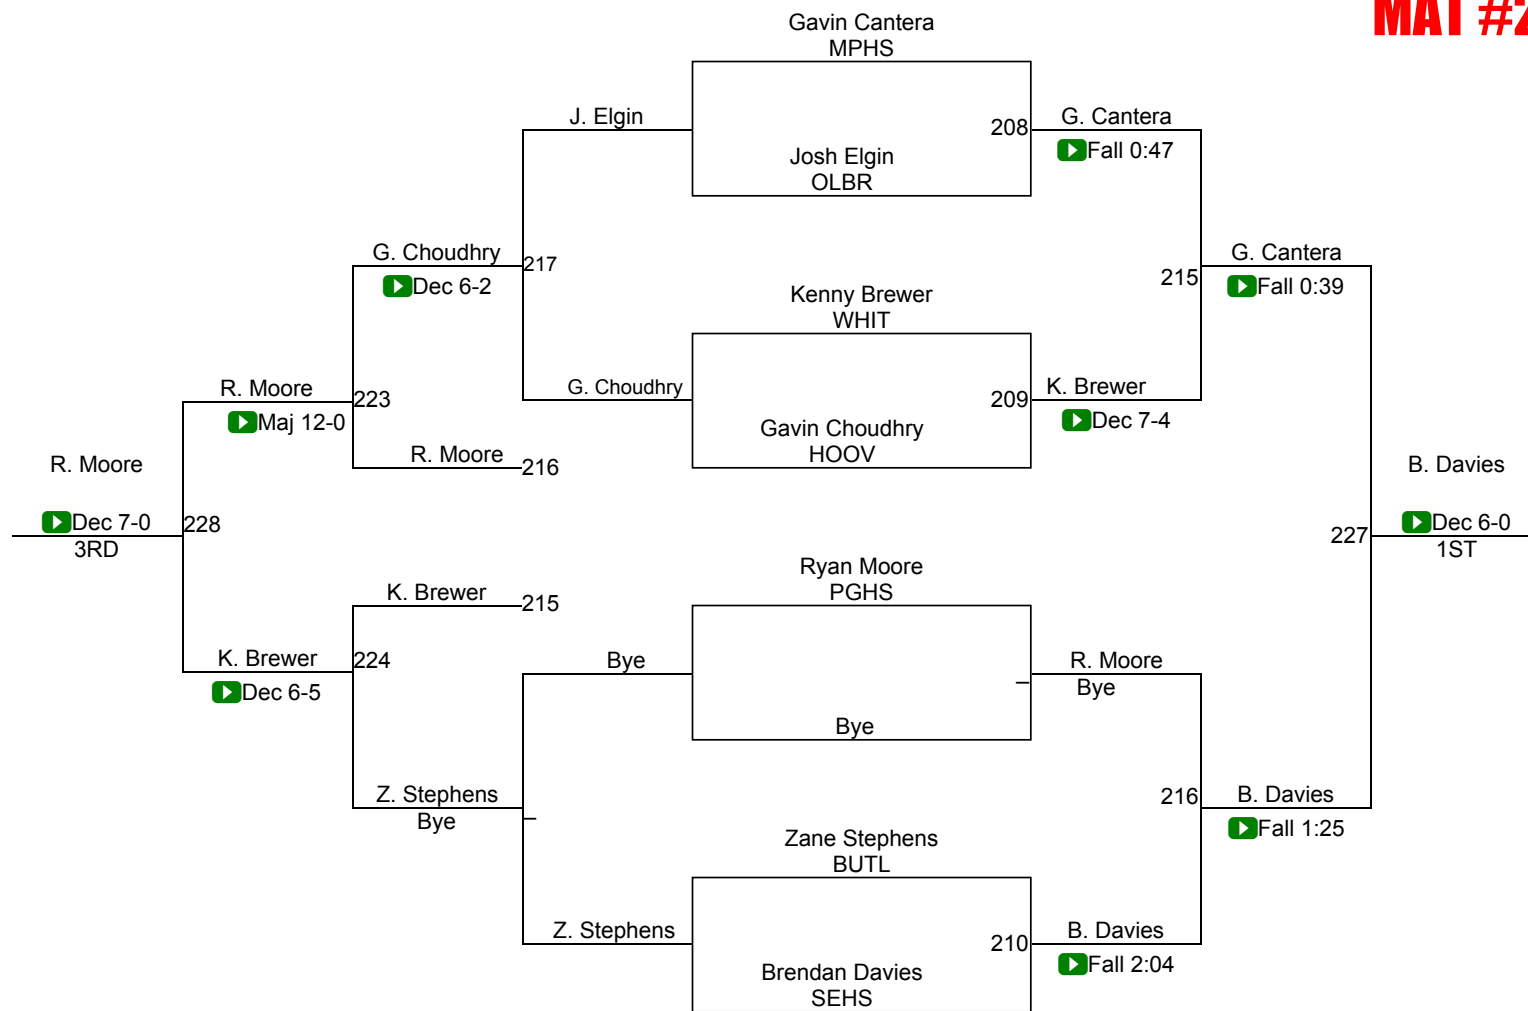 MAT #2
Gavin Cantera
MPHS
J. Elgin
208
G. Cantera
Fall 0:47
Josh Elgin
OLBR
G. Choudhry
217
Dec 6-2
215
G. Cantera
Fall 0:39
Kenny Brewer
WHIT
R. Moore
223
Maj 12-0
G. Choudhry
209
K. Brewer
Dec 7-4
Gavin Choudhry
HOOV
R. Moore
216
R. Moore
Dec 7-0
228
3RD
B. Davies
227
Dec 6-0
1ST
Ryan Moore
PGHS
K. Brewer
215
K. Brewer
224
Dec 6-5
Bye
–
R. Moore
Bye
Bye
Z. Stephens
Bye
–
216
B. Davies
Fall 1:25
Zane Stephens
BUTL
Z. Stephens
210
B. Davies
Fall 2:04
Brendan Davies
SEHS